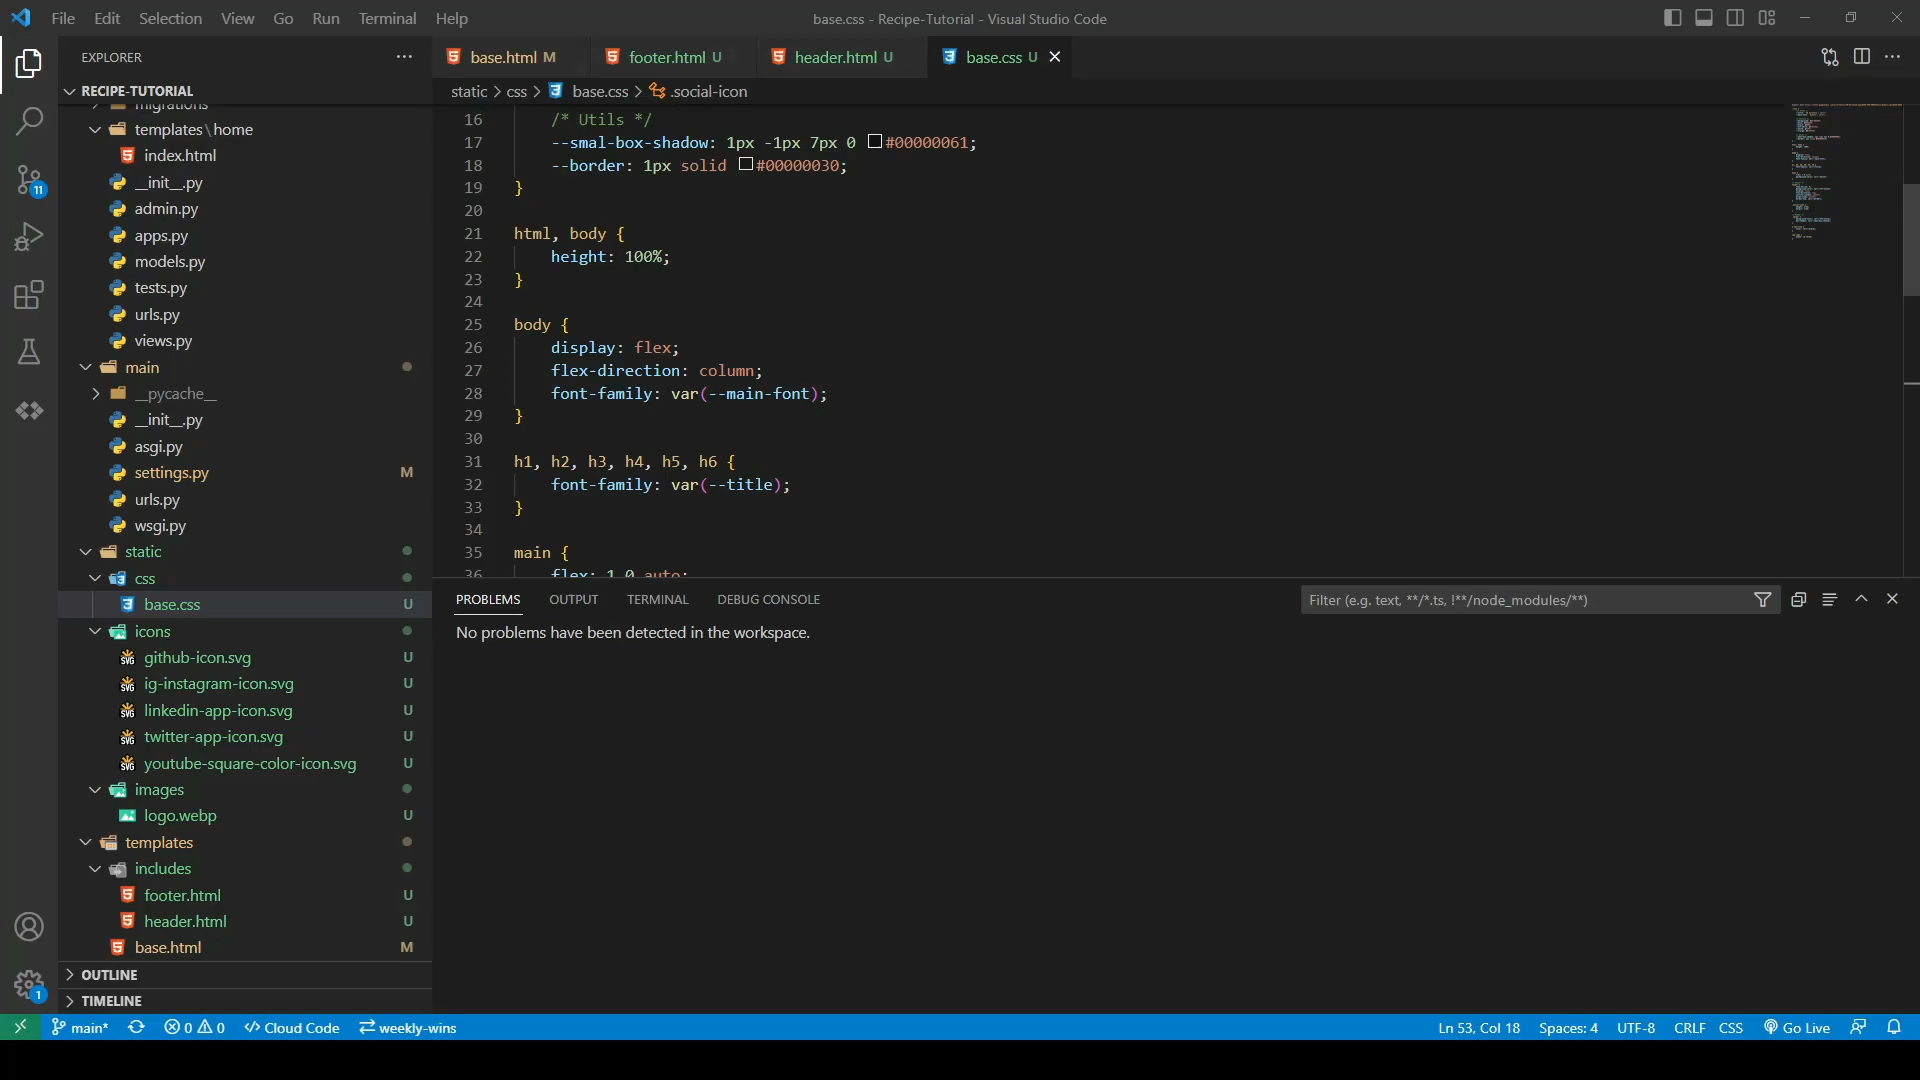 File Edit Selection View Go Run Terminal Help
base.css - Recipe-Tutorial - Visual Studio Code
EXPLORER
RECIPE-TUTORIAL
migrations
templates\home
index.html
__init__.py
admin.py
apps.py
models.py
tests.py
urls.py
views.py
main
__pycache__
__init__.py
asgi.py
settings.py M
urls.py
wsgi.py
static
css
base.css U
icons
github-icon.svg U
ig-instagram-icon.svg U
linkedin-app-icon.svg U
twitter-app-icon.svg U
youtube-square-color-icon.svg U
images
logo.webp U
templates
includes
footer.html U
header.html U
base.html M
OUTLINE
TIMELINE
11
1
base.html M footer.html U header.html U base.css U
static > css > base.css > .social-icon
16 /* Utils */
17 --smal-box-shadow: 1px -1px 7px 0 #00000061;
18 --border: 1px solid #00000030;
19 }
20
21 html, body {
22 height: 100%;
23 }
24
25 body {
26 display: flex;
27 flex-direction: column;
28 font-family: var(--main-font);
29 }
30
31 h1, h2, h3, h4, h5, h6 {
32 font-family: var(--title);
33 }
34
35 main {
36 flex: 1 0 auto;
PROBLEMS OUTPUT TERMINAL DEBUG CONSOLE
Filter (e.g. text, **/*.ts, !**/node_modules/**)
No problems have been detected in the workspace.
main* 0 0 Cloud Code weekly-wins
Ln 53, Col 18 Spaces: 4 UTF-8 CRLF CSS Go Live